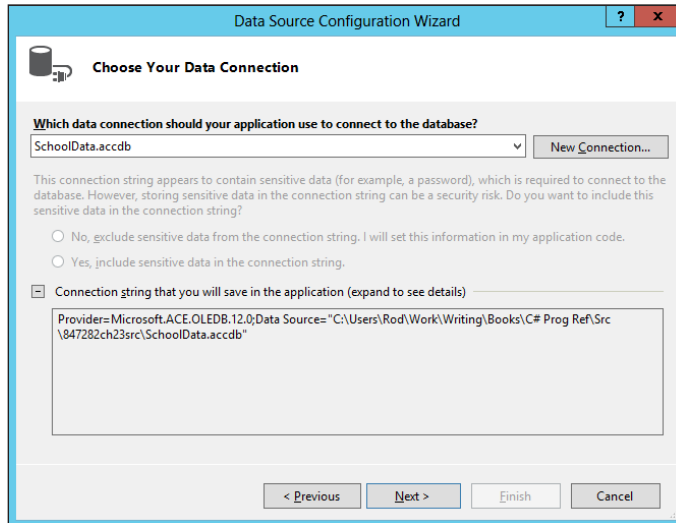 Data Source Configuration Wizard
?
x
Choose Your Data Connection
Which data connection should your application use to connect to the database?
SchoolData.accdb
New Connection...
This connection string appears to contain sensitive data (for example, a password), which is required to connect to the
database. However, storing sensitive data in the connection string can be a security risk. Do you want to include this
sensitive data in the connection string?
No, exclude sensitive data from the connection string. I will set this information in my application code.
Yes, include sensitive data in the connection string.
Connection string that you will save in the application (expand to see details)
Provider=Microsoft.ACE.OLEDB.12.0;Data Source="C:\Users\Rod\Work\Writing\Books\C# Prog Ref\Src
\847282ch23src\SchoolData.accdb"
< Previous
Next >
Finish
Cancel